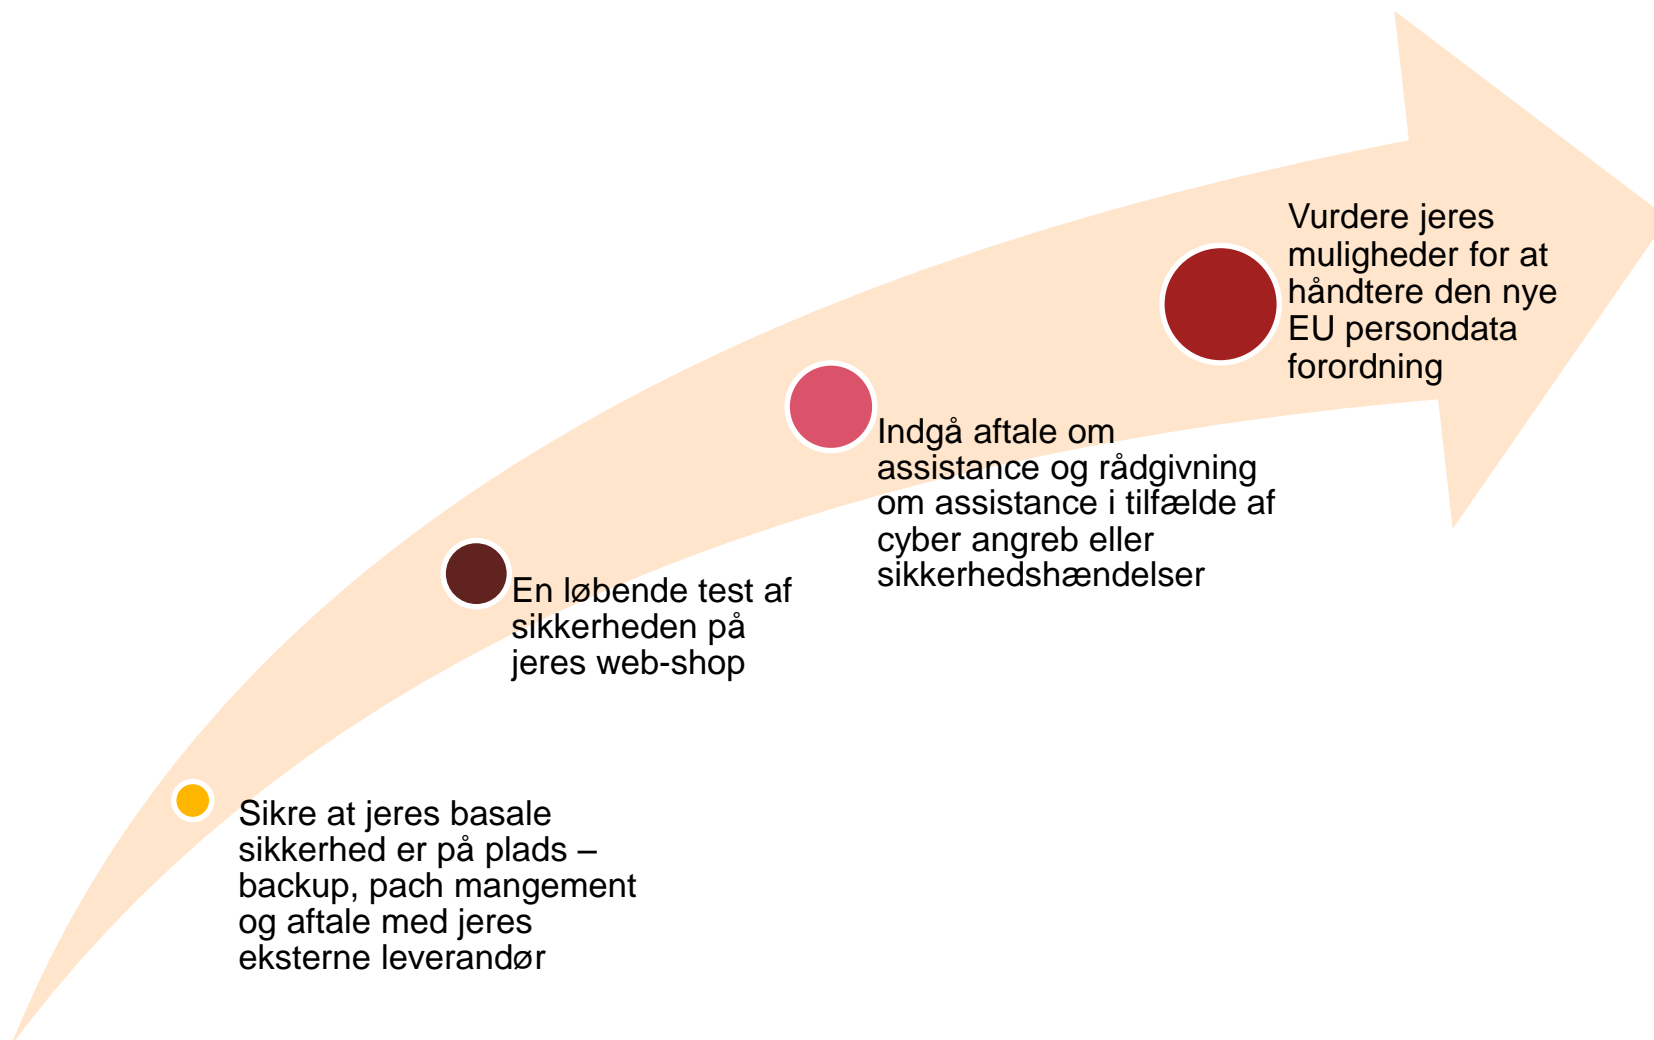 Vurdere jeres
muligheder for at
håndtere den nye
EU persondata
forordning
Indgå aftale om
assistance og rådgivning
om assistance i tilfælde af
cyber angreb eller
sikkerhedshændelser
En løbende test af
sikkerheden på
jeres web-shop
Sikre at jeres basale
sikkerhed er på plads –
backup, pach mangement
og aftale med jeres
eksterne leverandør